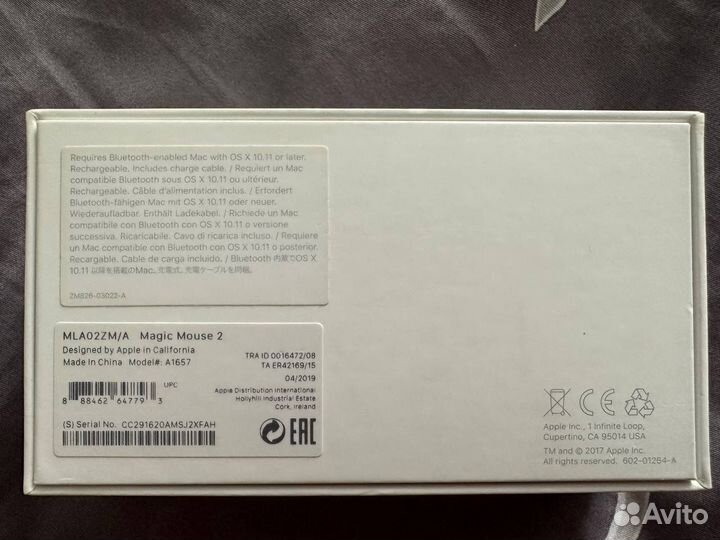 Requires Bluetooth-enabled Mac with OS X 10.11 or later.
Rechargeable. Includes charge cable. / Requiert un Mac
compatible Bluetooth sous OS X 10.11 ou ultérieur.
Rechargeable. Câble d'alimentation inclus. / Erfordert
Bluetooth-fähigen Mac mit OS X 10.11 oder neuer.
Wiederaufladbar. Enthält Ladekabel. / Richiede un Mac
compatibile con Bluetooth con OS X 10.11 o versione
successiva. Ricaricabile. Cavo di ricarica incluso. / Requiere
un Mac compatible con Bluetooth con OS X 10.11 o posterior.
Recargable. Cable de carga incluido. / Bluetooth 内蔵でOS X
10.11 以降を搭載のMac。充電式。充電ケーブルを同梱。
ZM826-03022-A
MLA02ZM/A Magic Mouse 2
Designed by Apple in California
Made in China Model#: A1657
TRA ID 0016472/08
TA ER42169/15
04/2019
UPC
8 88462 64779 3
Apple Distribution International
Hollyhill Industrial Estate
Cork, Ireland
(S) Serial No. CC291620AMSJ2XFAH
EAC
CE
Apple Inc., 1 Infinite Loop,
Cupertino, CA 95014 USA
TM and © 2017 Apple Inc.
All rights reserved. 602-01264-A
Avito